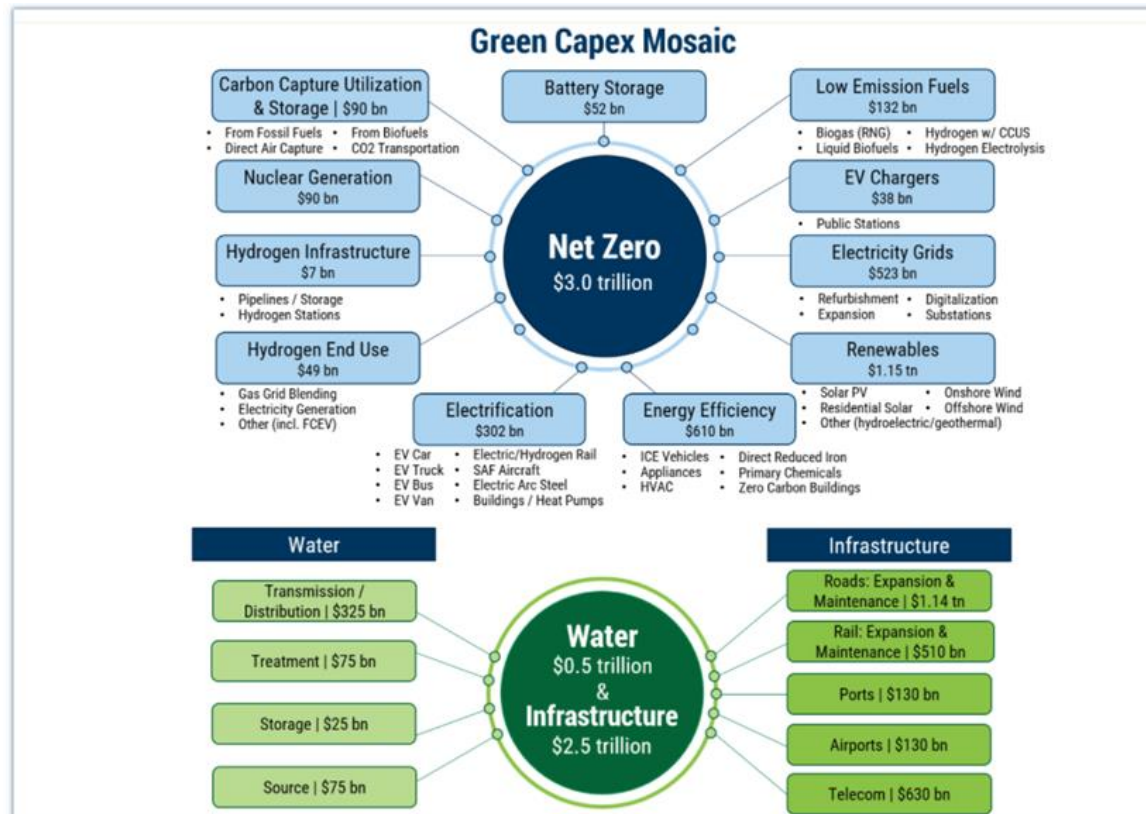 Green Capex Mosaic
Carbon Capture Utilization
& Storage | $90 bn
• From Fossil Fuels • From Biofuels
• Direct Air Capture • CO2 Transportation
Battery Storage
$52 bn
Low Emission Fuels
$132 bn
• Biogas (RNG) • Hydrogen w/ CCUS
• Liquid Biofuels • Hydrogen Electrolysis
Nuclear Generation
$90 bn
EV Chargers
$38 bn
• Public Stations
Net Zero
$3.0 trillion
Hydrogen Infrastructure
$7 bn
• Pipelines / Storage
• Hydrogen Stations
Electricity Grids
$523 bn
• Refurbishment • Digitalization
• Expansion • Substations
Hydrogen End Use
$49 bn
• Gas Grid Blending
• Electricity Generation
• Other (incl. FCEV)
Renewables
$1.15 tn
• Solar PV • Onshore Wind
• Residential Solar • Offshore Wind
• Other (hydroelectric/geothermal)
Electrification
$302 bn
• EV Car • Electric/Hydrogen Rail
• EV Truck • SAF Aircraft
• EV Bus • Electric Arc Steel
• EV Van • Buildings / Heat Pumps
Energy Efficiency
$610 bn
• ICE Vehicles • Direct Reduced Iron
• Appliances • Primary Chemicals
• HVAC • Zero Carbon Buildings
Water
Transmission /
Distribution | $325 bn
Treatment | $75 bn
Storage | $25 bn
Source | $75 bn
Water
$0.5 trillion
&
Infrastructure
$2.5 trillion
Infrastructure
Roads: Expansion &
Maintenance | $1.14 tn
Rail: Expansion &
Maintenance | $510 bn
Ports | $130 bn
Airports | $130 bn
Telecom | $630 bn